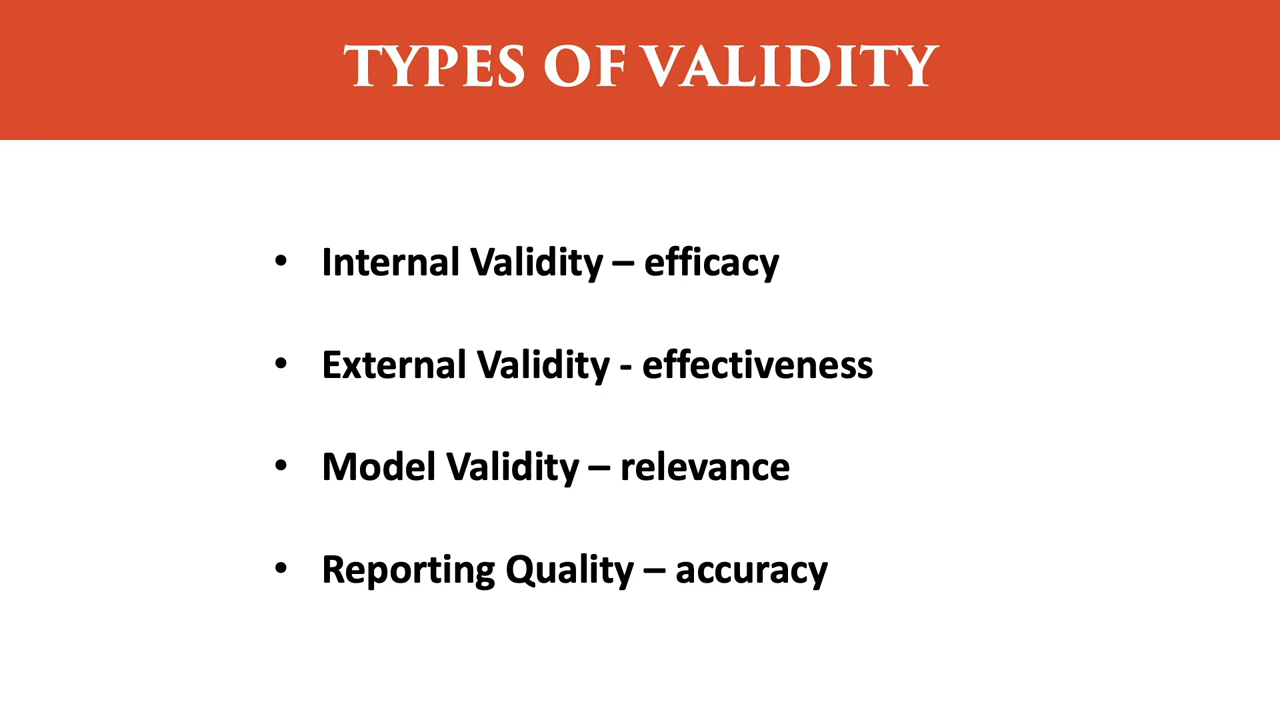 TYPES OF VALIDITY
• Internal Validity – efficacy
• External Validity - effectiveness
• Model Validity – relevance
• Reporting Quality – accuracy